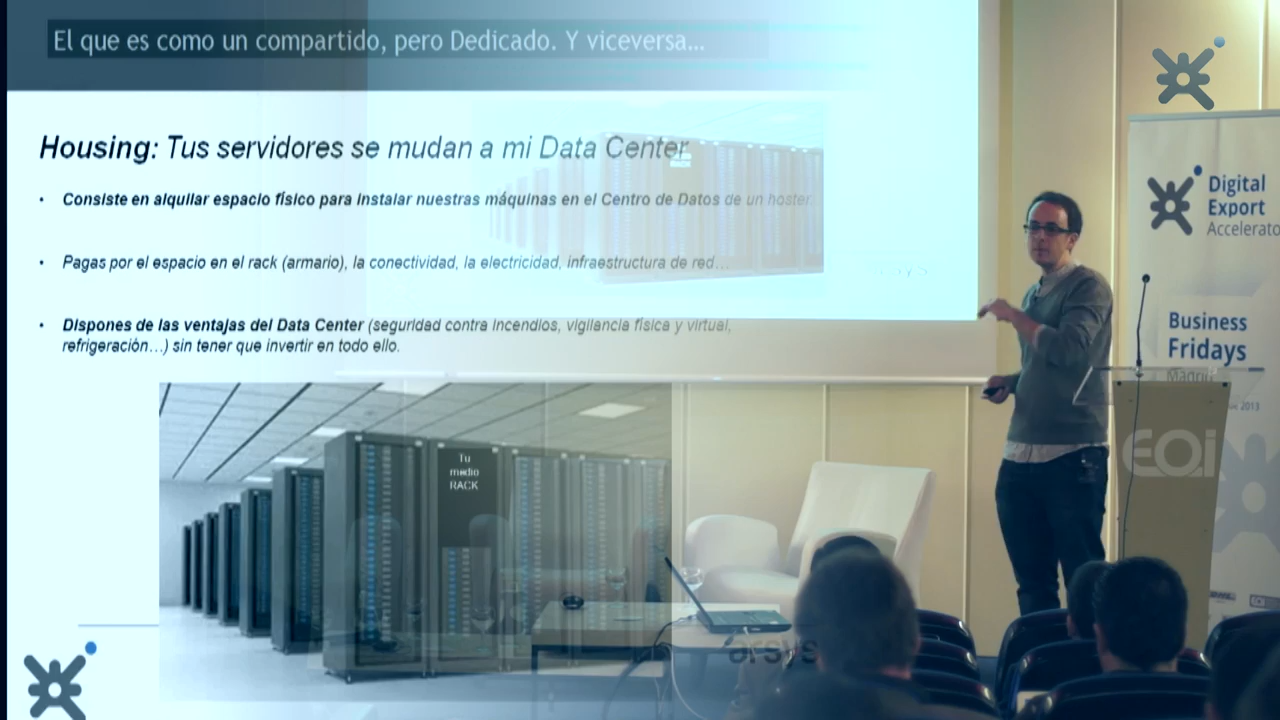 El que es como un compartido, pero Dedicado. Y viceversa...
Housing: Tus servidores se mudan a mi Data Center
• Consiste en alquilar espacio físico para instalar nuestras máquinas en el Centro de Datos de un hoster.
• Pagas por el espacio en el rack (armario), la conectividad, la electricidad, infraestructura de red...
• Dispones de las ventajas del Data Center (seguridad contra incendios, vigilancia física y virtual,
refrigeración...) sin tener que invertir en todo ello.
Tu
medio
RACK
arsys
Digital
Export
Accelerato
Business
Fridays
Madrid
2013
EOi